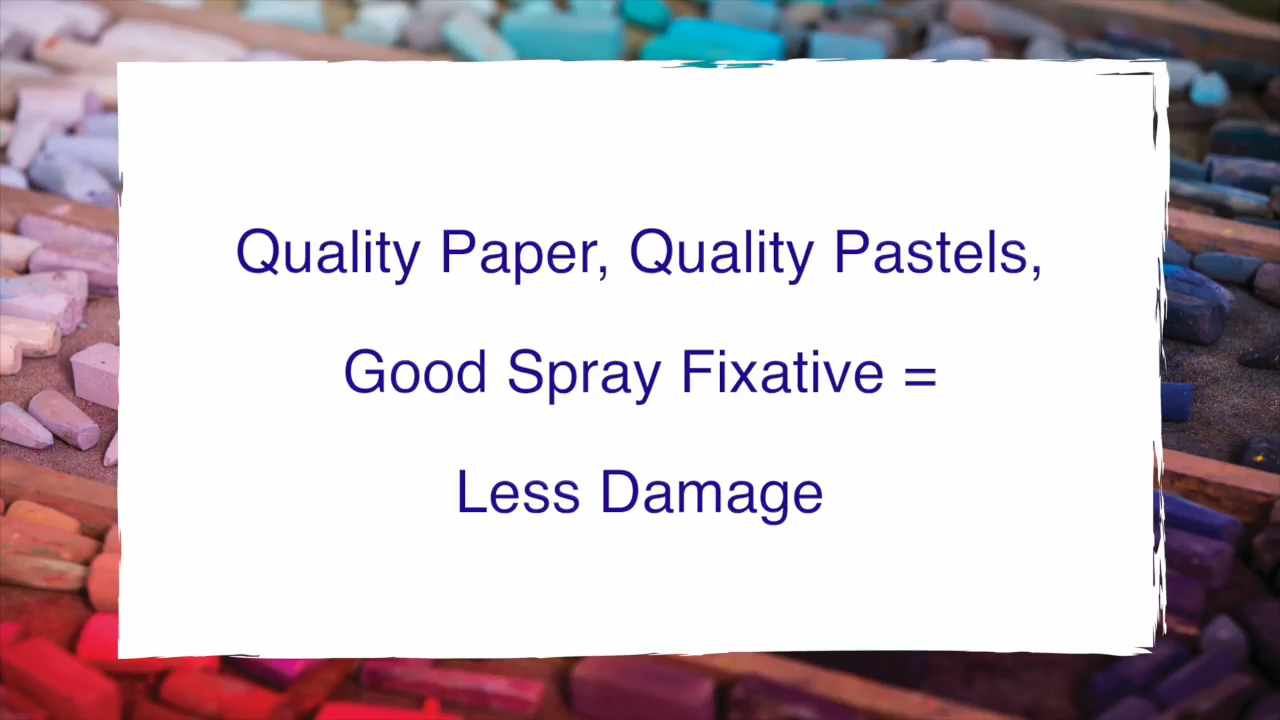 Quality Paper, Quality Pastels,
Good Spray Fixative =
Less Damage